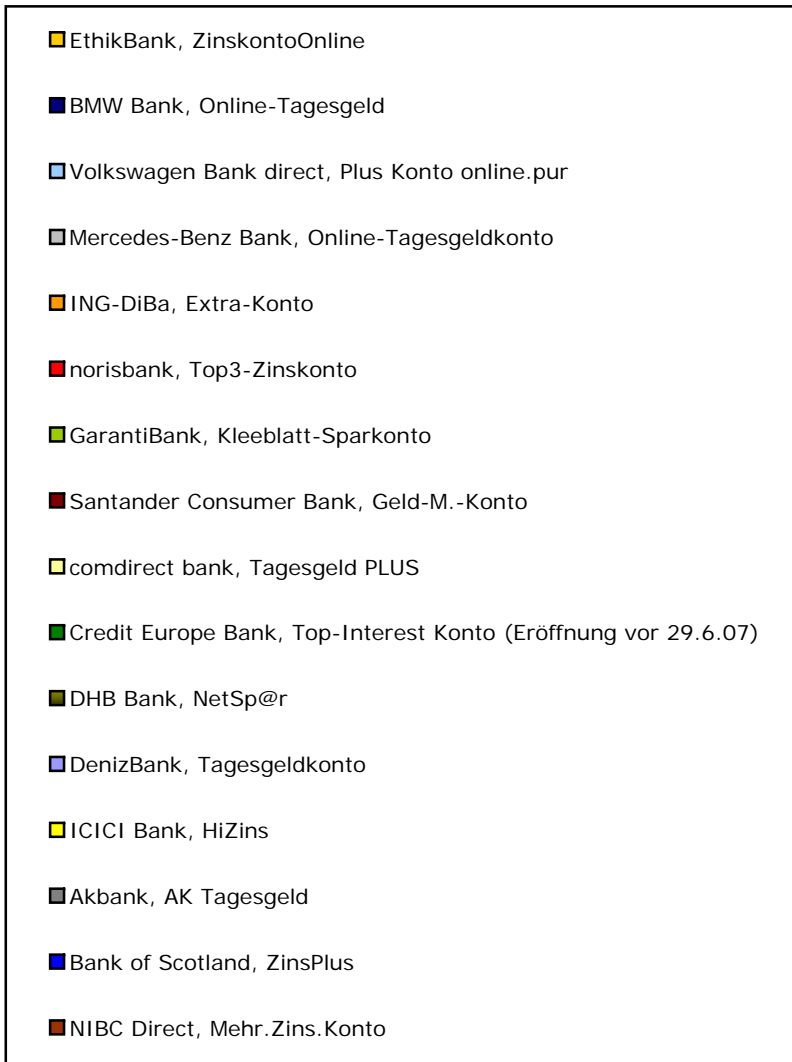 EthikBank, ZinskontoOnline
BMW Bank, Online-Tagesgeld
Volkswagen Bank direct, Plus Konto online.pur
Mercedes-Benz Bank, Online-Tagesgeldkonto
ING-DiBa, Extra-Konto
norisbank, Top3-Zinskonto
GarantiBank, Kleeblatt-Sparkonto
Santander Consumer Bank, Geld-M.-Konto
comdirect bank, Tagesgeld PLUS
Credit Europe Bank, Top-Interest Konto (Eröffnung vor 29.6.07)
DHB Bank, NetSp@r
DenizBank, Tagesgeldkonto
ICICI Bank, HiZins
Akbank, AK Tagesgeld
Bank of Scotland, ZinsPlus
NIBC Direct, Mehr.Zins.Konto